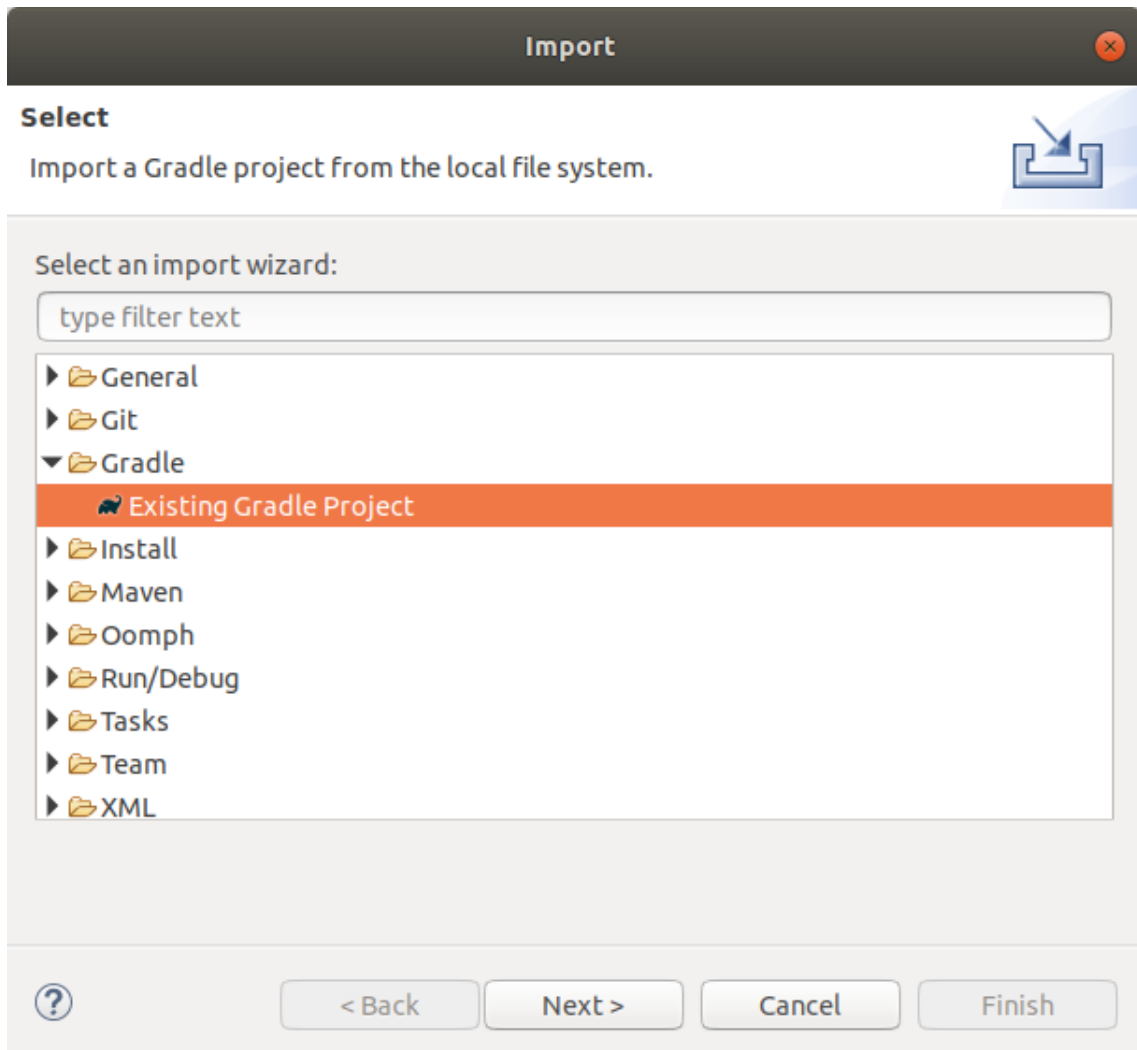 Import
Select
Import a Gradle project from the local file system.
Select an import wizard:
type filter text
General
Git
Gradle
Existing Gradle Project
Install
Maven
Oomph
Run/Debug
Tasks
Team
XML
?
< Back
Next >
Cancel
Finish